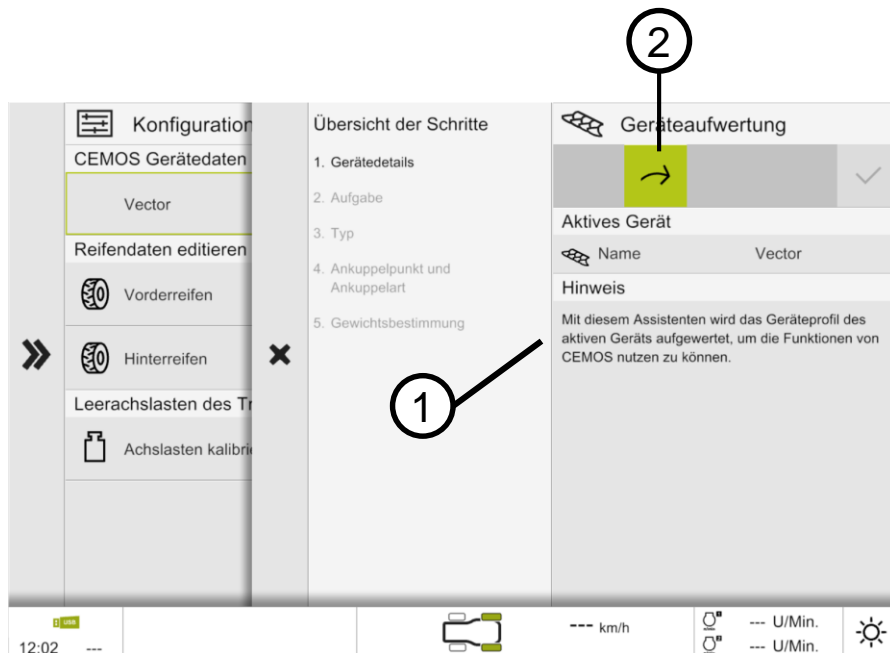 2
Konfiguration
CEMOS Gerätedaten
Vector
Reifendaten editieren
Vorderreifen
Hinterreifen
Leerachslasten des Tr
Achslasten kalibrie
Übersicht der Schritte
1. Gerätedetails
2. Aufgabe
3. Typ
4. Ankuppelpunkt und
Ankuppelart
5. Gewichtsbestimmung
1
Geräteaufwertung
Aktives Gerät
Name Vector
Hinweis
Mit diesem Assistenten wird das Geräteprofil des
aktiven Geräts aufgewertet, um die Funktionen von
CEMOS nutzen zu können.
USB
12:02 ---
--- km/h
--- U/Min.
--- U/Min.